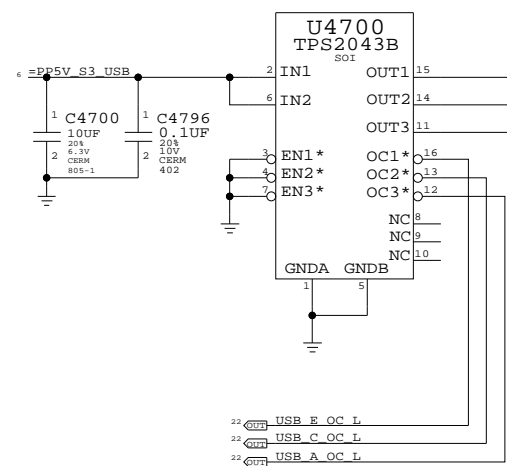 U4700
TPS2043B
SOI
6 =PP5V_S3_USB
2 IN1 OUT1 15
6 IN2 OUT2 14
OUT3 11
1 C4700
10UF
20%
6.3V
2 CERM
805-1
1 C4796
0.1UF
20%
10V
2 CERM
402
3 EN1* OC1* 16
4 EN2* OC2* 13
7 EN3* OC3* 12
NC 8
NC 9
NC 10
GNDA GNDB
1 5
22 OUT USB_E_OC_L
22 OUT USB_C_OC_L
22 OUT USB_A_OC_L